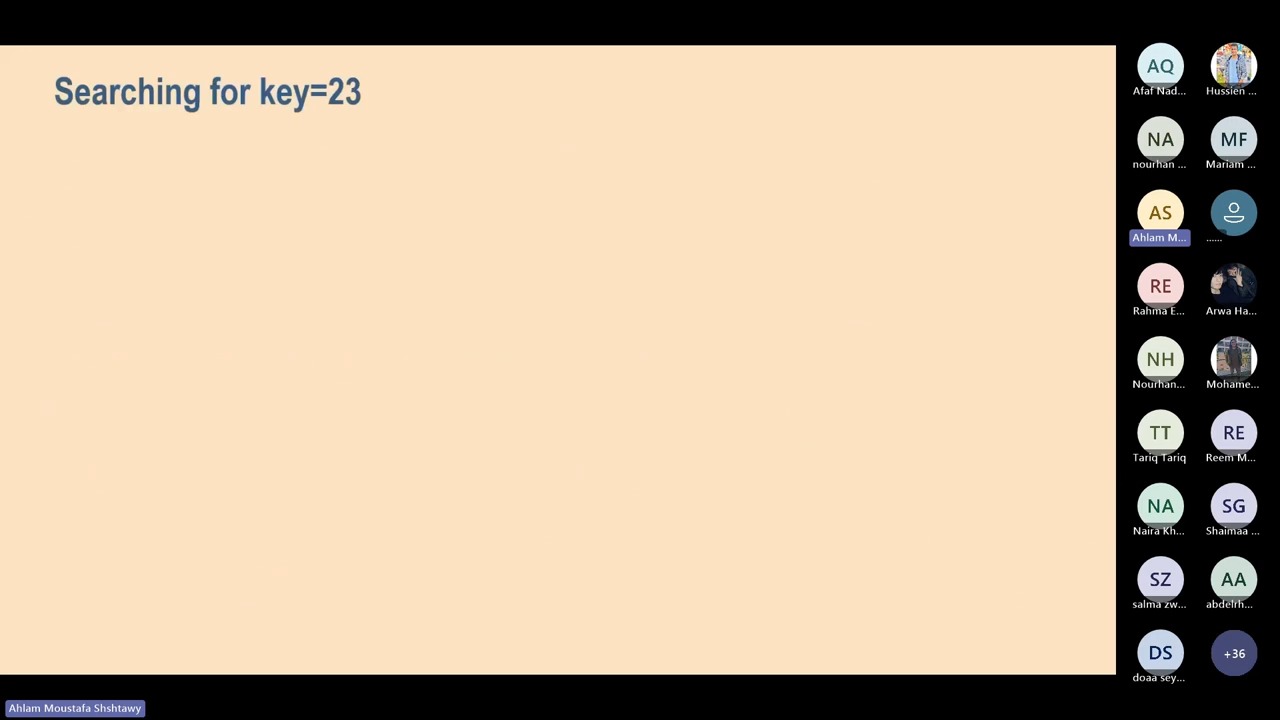 Searching for key=23
AQ
Afaf Nad...
Hussien ...
NA
nourhan ...
MF
Mariam ...
AS
Ahlam M...
......
RE
Rahma E...
Arwa Ha...
NH
Nourhan...
Mohame...
TT
Tariq Tariq
RE
Reem M...
NA
Naira Kh...
SG
Shaimaa ...
SZ
salma zw...
AA
abdelrh...
DS
doaa sey...
+36
Ahlam Moustafa Shshtawy